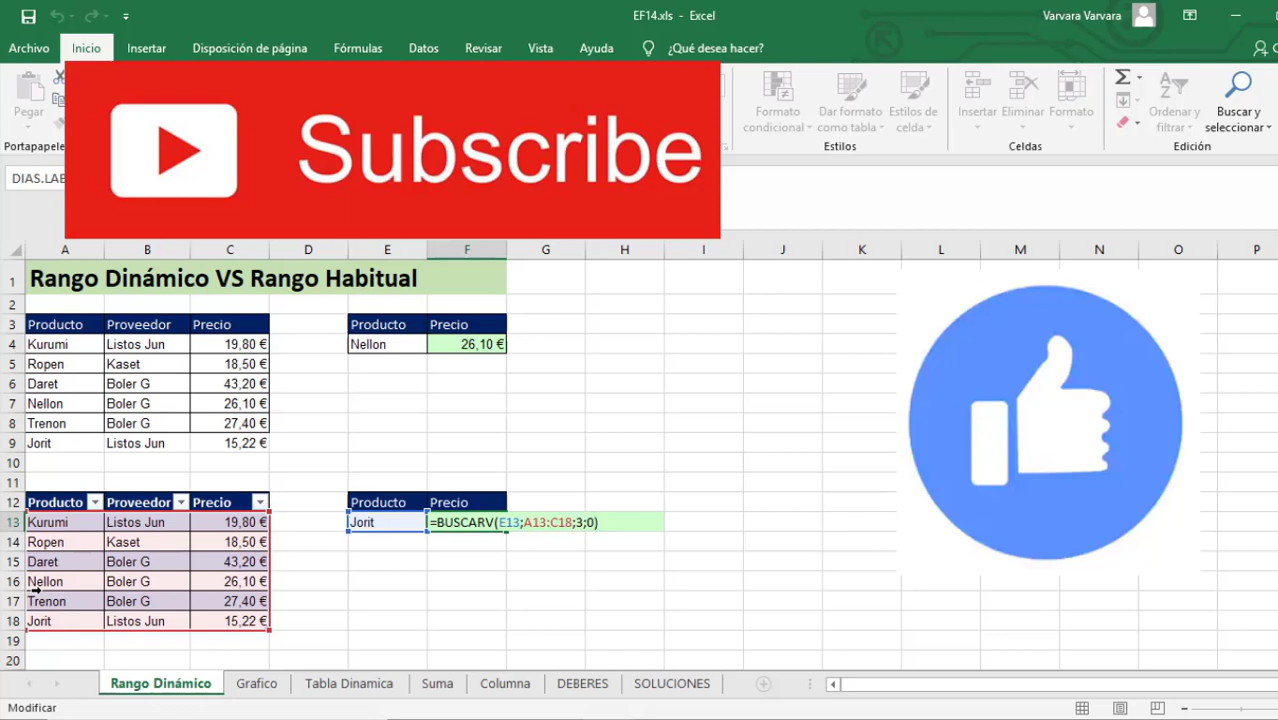 EF14.xls - Excel
Varvara Varvara
Archivo Inicio Insertar Disposición de página Fórmulas Datos Revisar Vista Ayuda ¿Qué desea hacer?
Subscribe
Pegar
Portapapele
Formato condicional
Dar formato como tabla
Estilos de celda
Estilos
Insertar Eliminar Formato
Celdas
Ordenar y filtrar
Buscar y seleccionar
Edición
DIAS.LAB
A B C D E F G H I J K L M N O P
1 Rango Dinámico VS Rango Habitual
2
3 Producto Proveedor Precio Producto Precio
4 Kurumi Listos Jun 19,80 € Nellon 26,10 €
5 Ropen Kaset 18,50 €
6 Daret Boler G 43,20 €
7 Nellon Boler G 26,10 €
8 Trenon Boler G 27,40 €
9 Jorit Listos Jun 15,22 €
10
11
12 Producto Proveedor Precio Producto Precio
13 Kurumi Listos Jun 19,80 € Jorit =BUSCARV(E13;A13:C18;3;0)
14 Ropen Kaset 18,50 €
15 Daret Boler G 43,20 €
16 Nellon Boler G 26,10 €
17 Trenon Boler G 27,40 €
18 Jorit Listos Jun 15,22 €
19
20
Rango Dinámico Grafico Tabla Dinamica Suma Columna DEBERES SOLUCIONES
Modificar